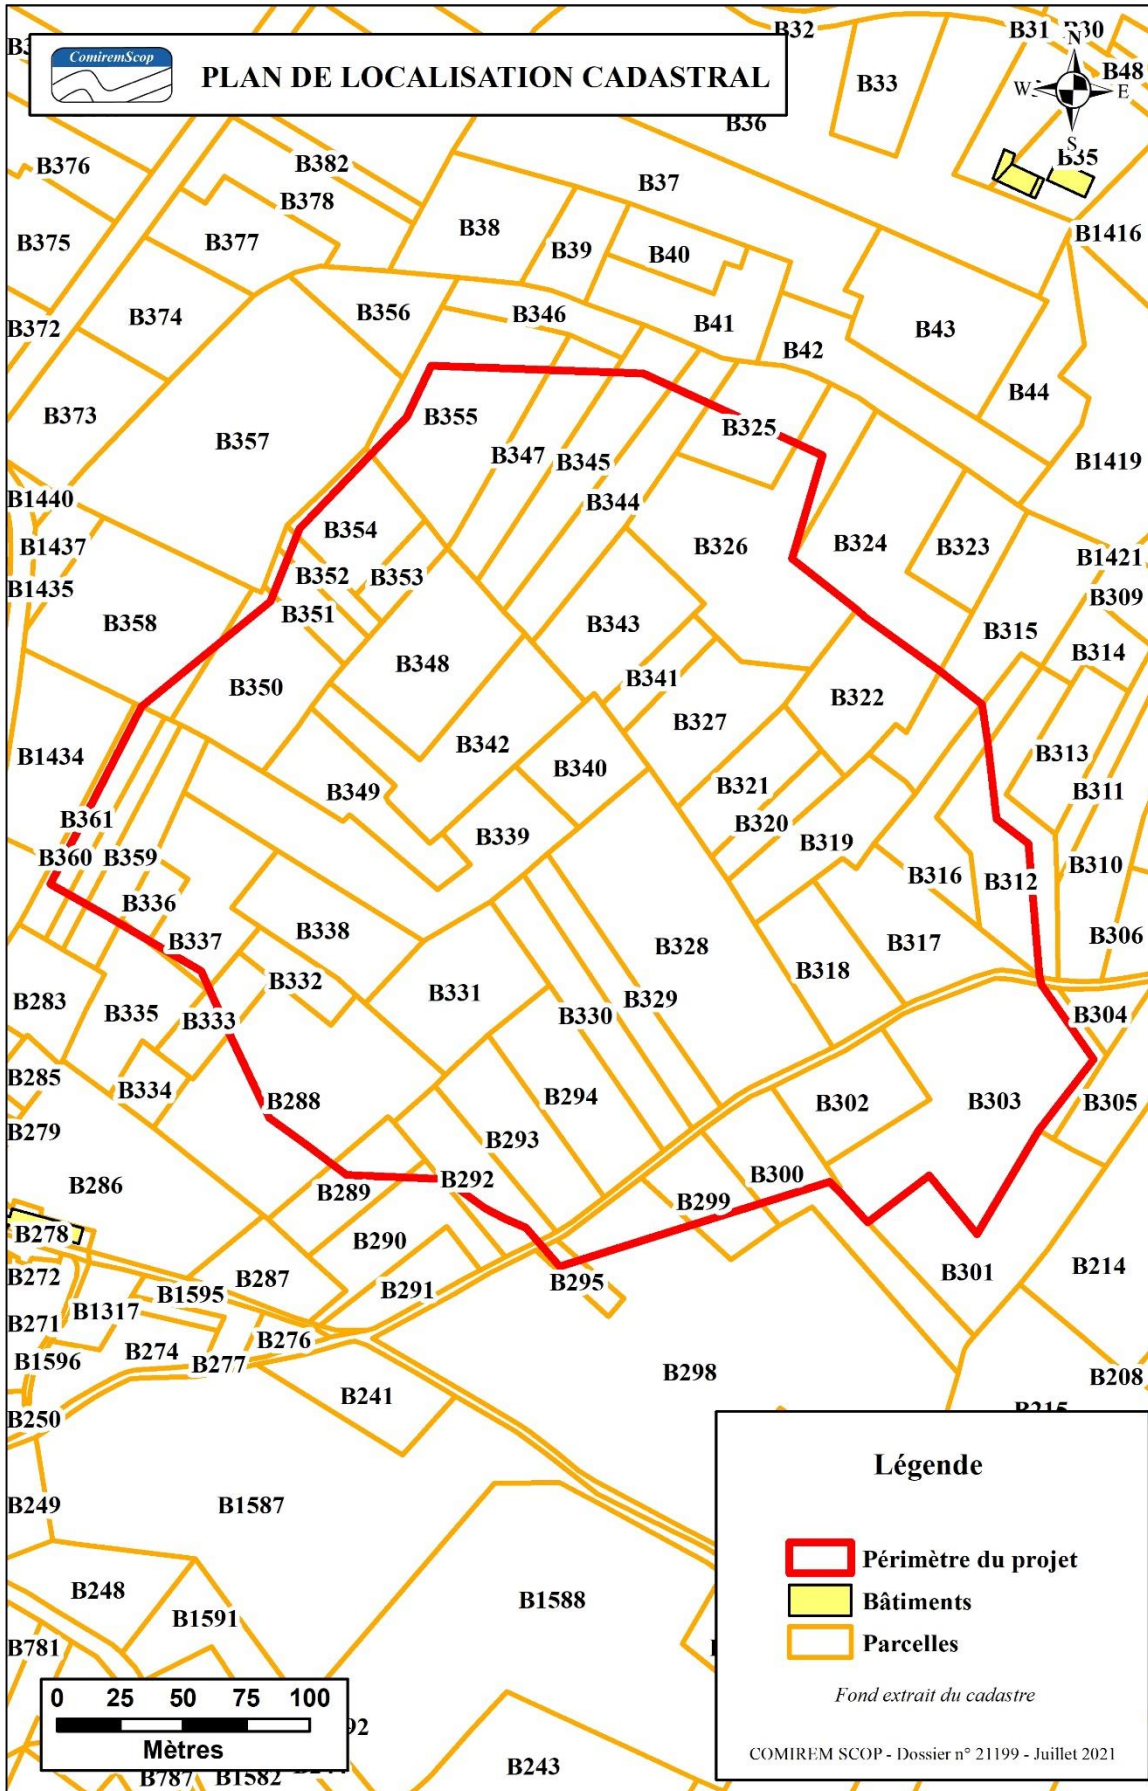 B32
B31
B30
N
ComiremScop
PLAN DE LOCALISATION CADASTRAL
B33
B48
W
E
B36
S
B35
B376
B382
B37
B378
B375
B377
B38
B39
B40
B1416
B372
B374
B356
B346
B41
B42
B43
B44
B373
B357
B355
B325
B347
B345
B344
B1419
B1440
B354
B326
B324
B323
B1437
B1421
B1435
B352
B353
B309
B351
B358
B343
B315
B314
B348
B350
B341
B322
B342
B327
B1434
B313
B340
B349
B321
B311
B361
B320
B339
B319
B360
B359
B310
B316
B312
B336
B337
B338
B328
B317
B306
B332
B331
B318
B283
B335
B329
B330
B333
B304
B285
B334
B294
B288
B302
B303
B305
B279
B293
B286
B289
B292
B300
B299
B278
B290
B272
B287
B291
B295
B301
B214
B1595
B271
B1317
B276
B1596
B274
B277
B298
B208
B241
B250
B215
Légende
B249
B1587
Périmètre du projet
B248
B1591
B1588
Bâtiments
B781
Parcelles
0 25 50 75 100
Fond extrait du cadastre
Mètres
COMIREM SCOP - Dossier n° 21199 - Juillet 2021
B243
B787
B1582